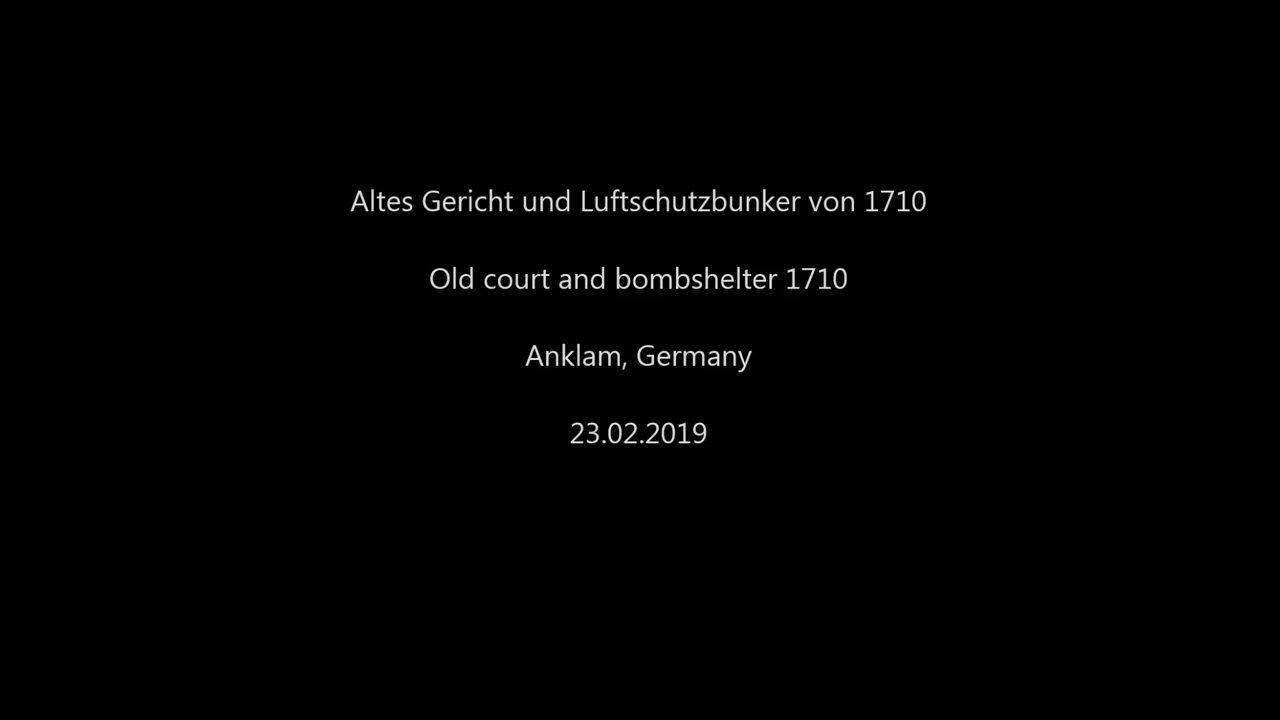 Altes Gericht und Luftschutzbunker von 1710
Old court and bombshelter 1710
Anklam, Germany
23.02.2019